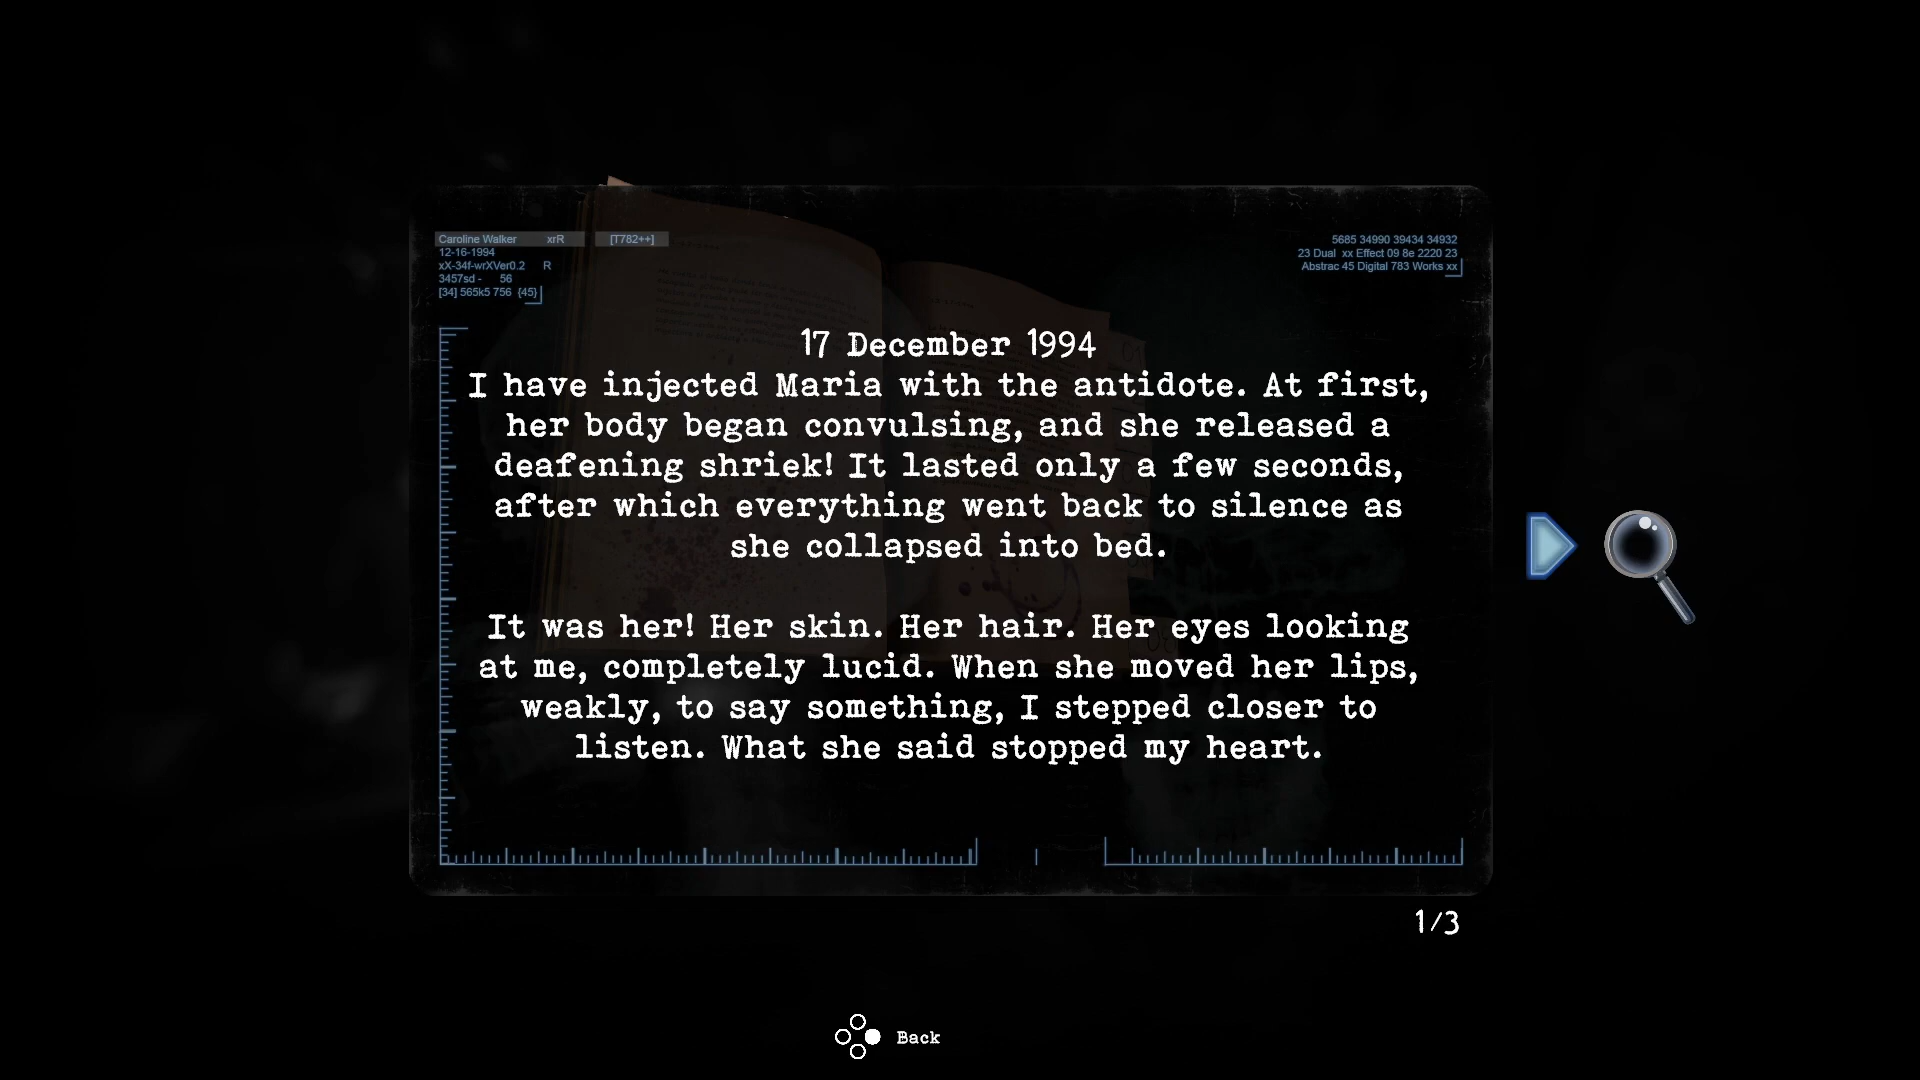 Caroline Walker xrR [T782++]
12-16-1994
xX-34f-wrXVer0.2 R
3457sd - 56
[34] 565k5 756 {45}
5685 34990 39434 34932
23 Dual xx Effect 09 8e 2220 23
Abstrac 45 Digital 783 Works xx
17 December 1994
I have injected Maria with the antidote. At first,
her body began convulsing, and she released a
deafening shriek! It lasted only a few seconds,
after which everything went back to silence as
she collapsed into bed.
It was her! Her skin. Her hair. Her eyes looking
at me, completely lucid. When she moved her lips,
weakly, to say something, I stepped closer to
listen. What she said stopped my heart.
1/3
Back